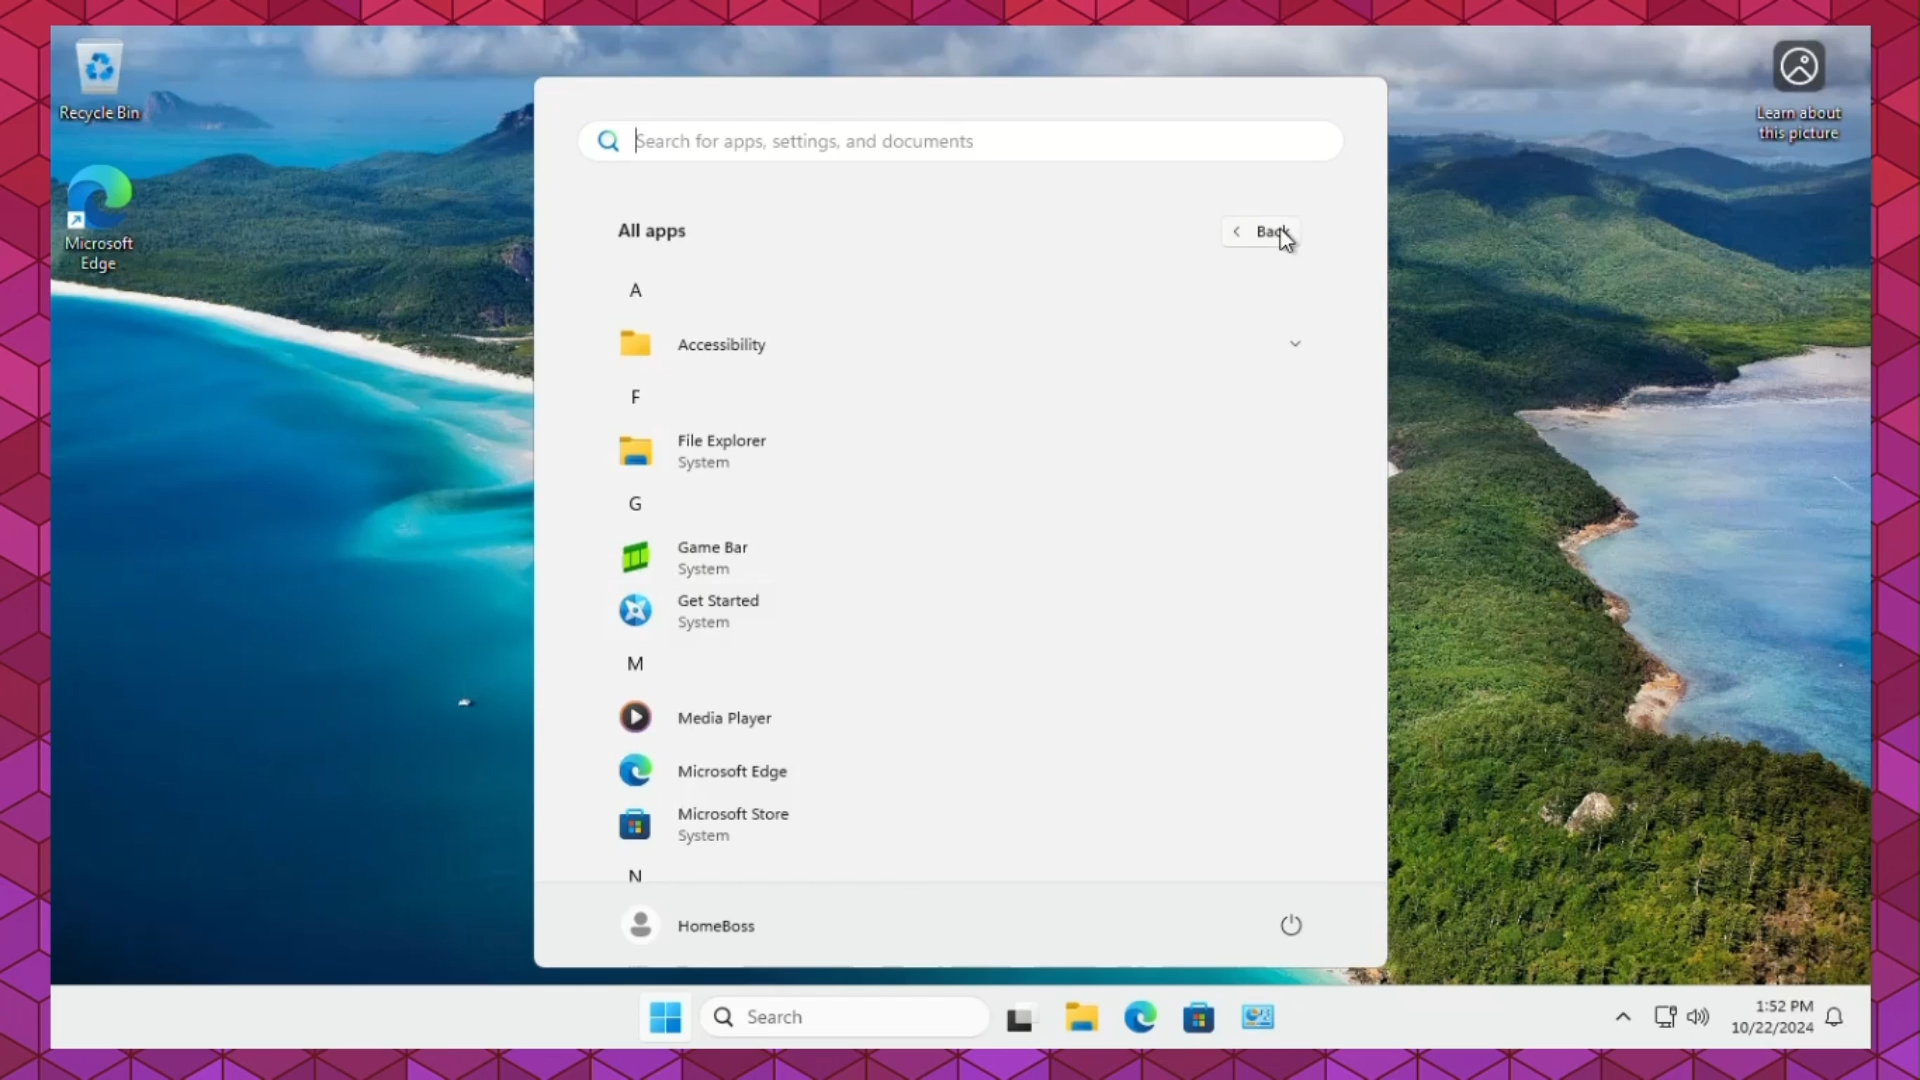 Recycle Bin
Microsoft
Edge
Learn about
this picture
Search for apps, settings, and documents
All apps
Back
A
Accessibility
F
File Explorer
System
G
Game Bar
System
Get Started
System
M
Media Player
Microsoft Edge
Microsoft Store
System
N
HomeBoss
Search
1:52 PM
10/22/2024